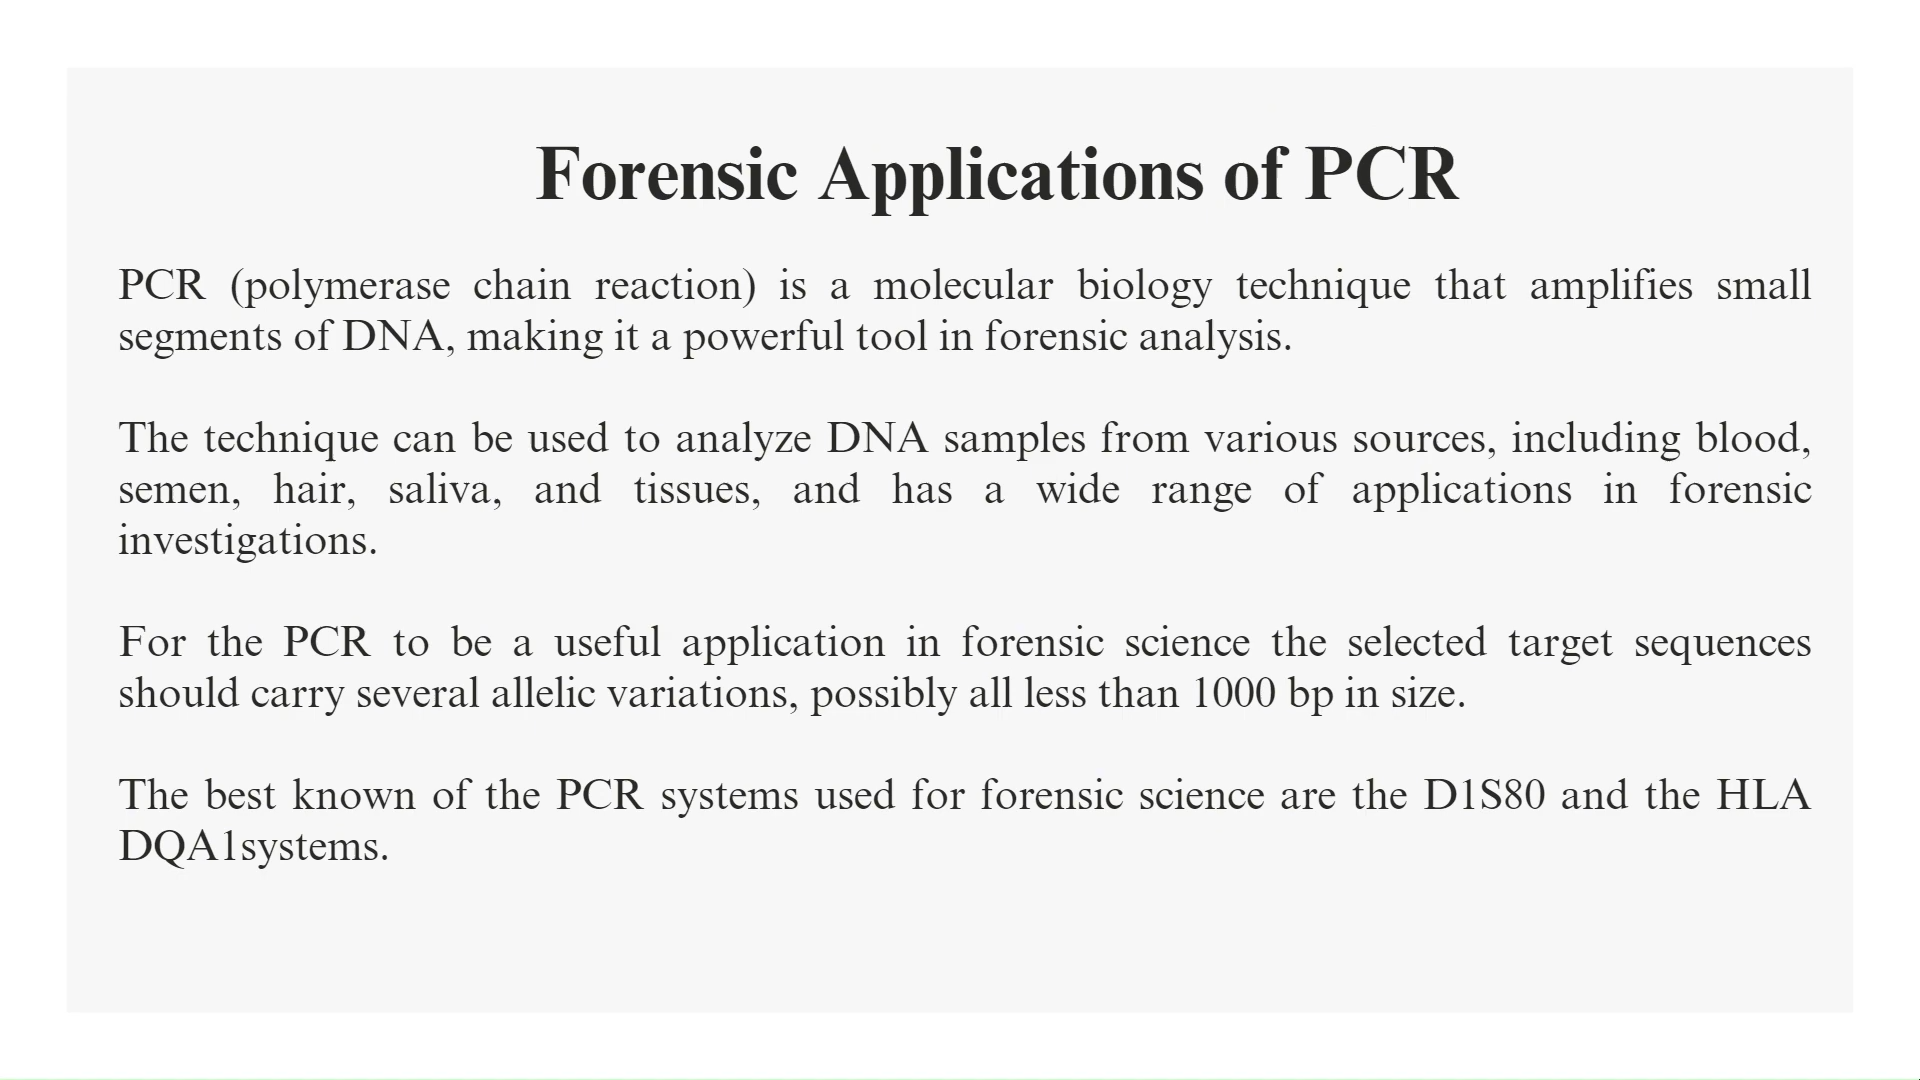 Forensic Applications of PCR
PCR (polymerase chain reaction) is a molecular biology technique that amplifies small
segments of DNA, making it a powerful tool in forensic analysis.
The technique can be used to analyze DNA samples from various sources, including blood,
semen, hair, saliva, and tissues, and has a wide range of applications in forensic
investigations.
For the PCR to be a useful application in forensic science the selected target sequences
should carry several allelic variations, possibly all less than 1000 bp in size.
The best known of the PCR systems used for forensic science are the D1S80 and the HLA
DQA1systems.